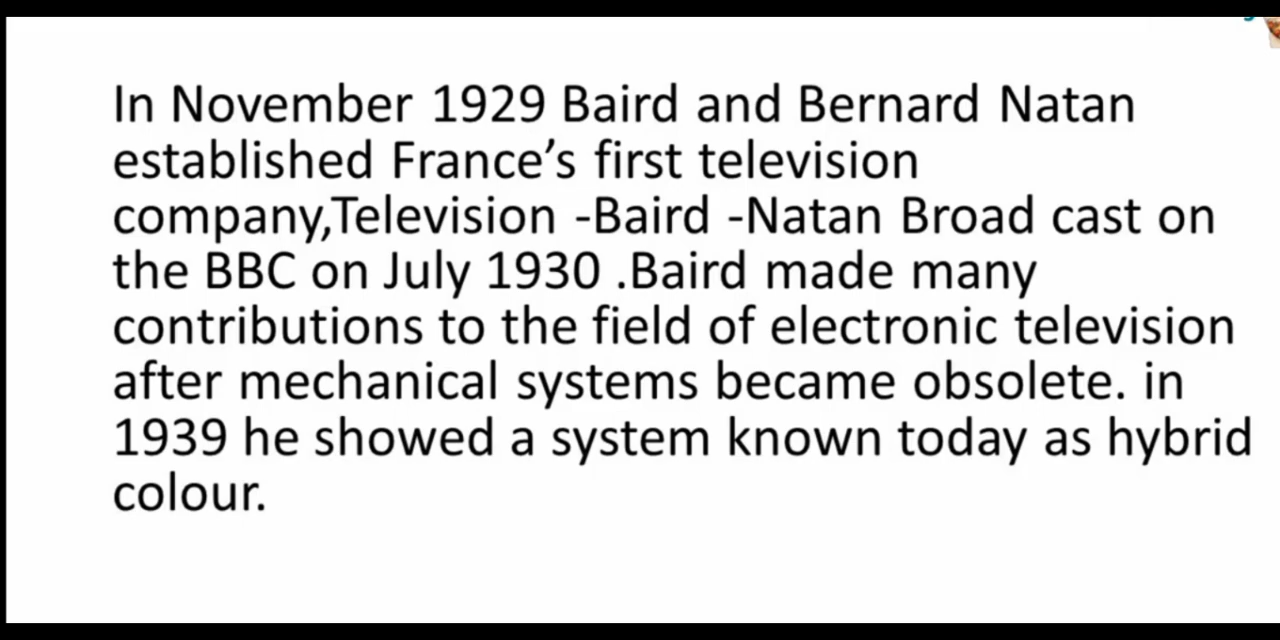 In November 1929 Baird and Bernard Natan
established France’s first television
company,Television -Baird -Natan Broad cast on
the BBC on July 1930 .Baird made many
contributions to the field of electronic television
after mechanical systems became obsolete. in
1939 he showed a system known today as hybrid
colour.